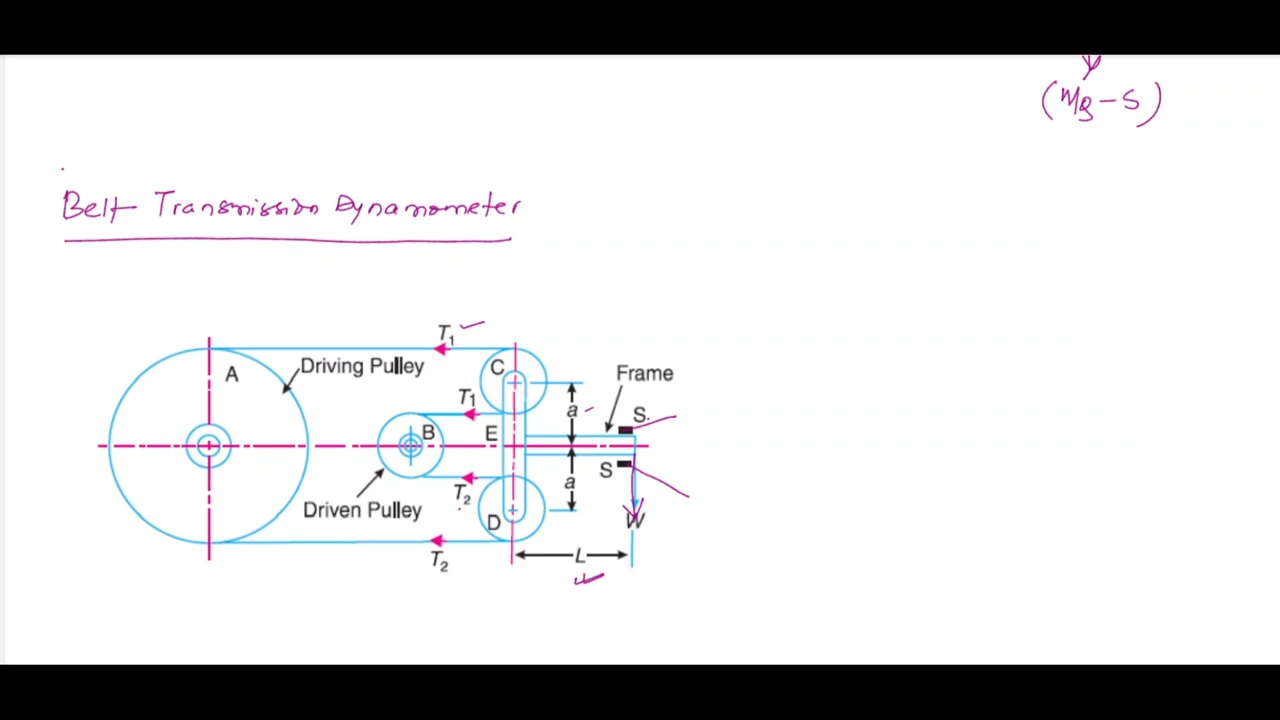 (Mg-S)
Belt Transmission Dynamometer
T1
C
A
Driving Pulley
Frame
T1
a
S
B
E
S
a
T2
W
Driven Pulley
D
L
T2